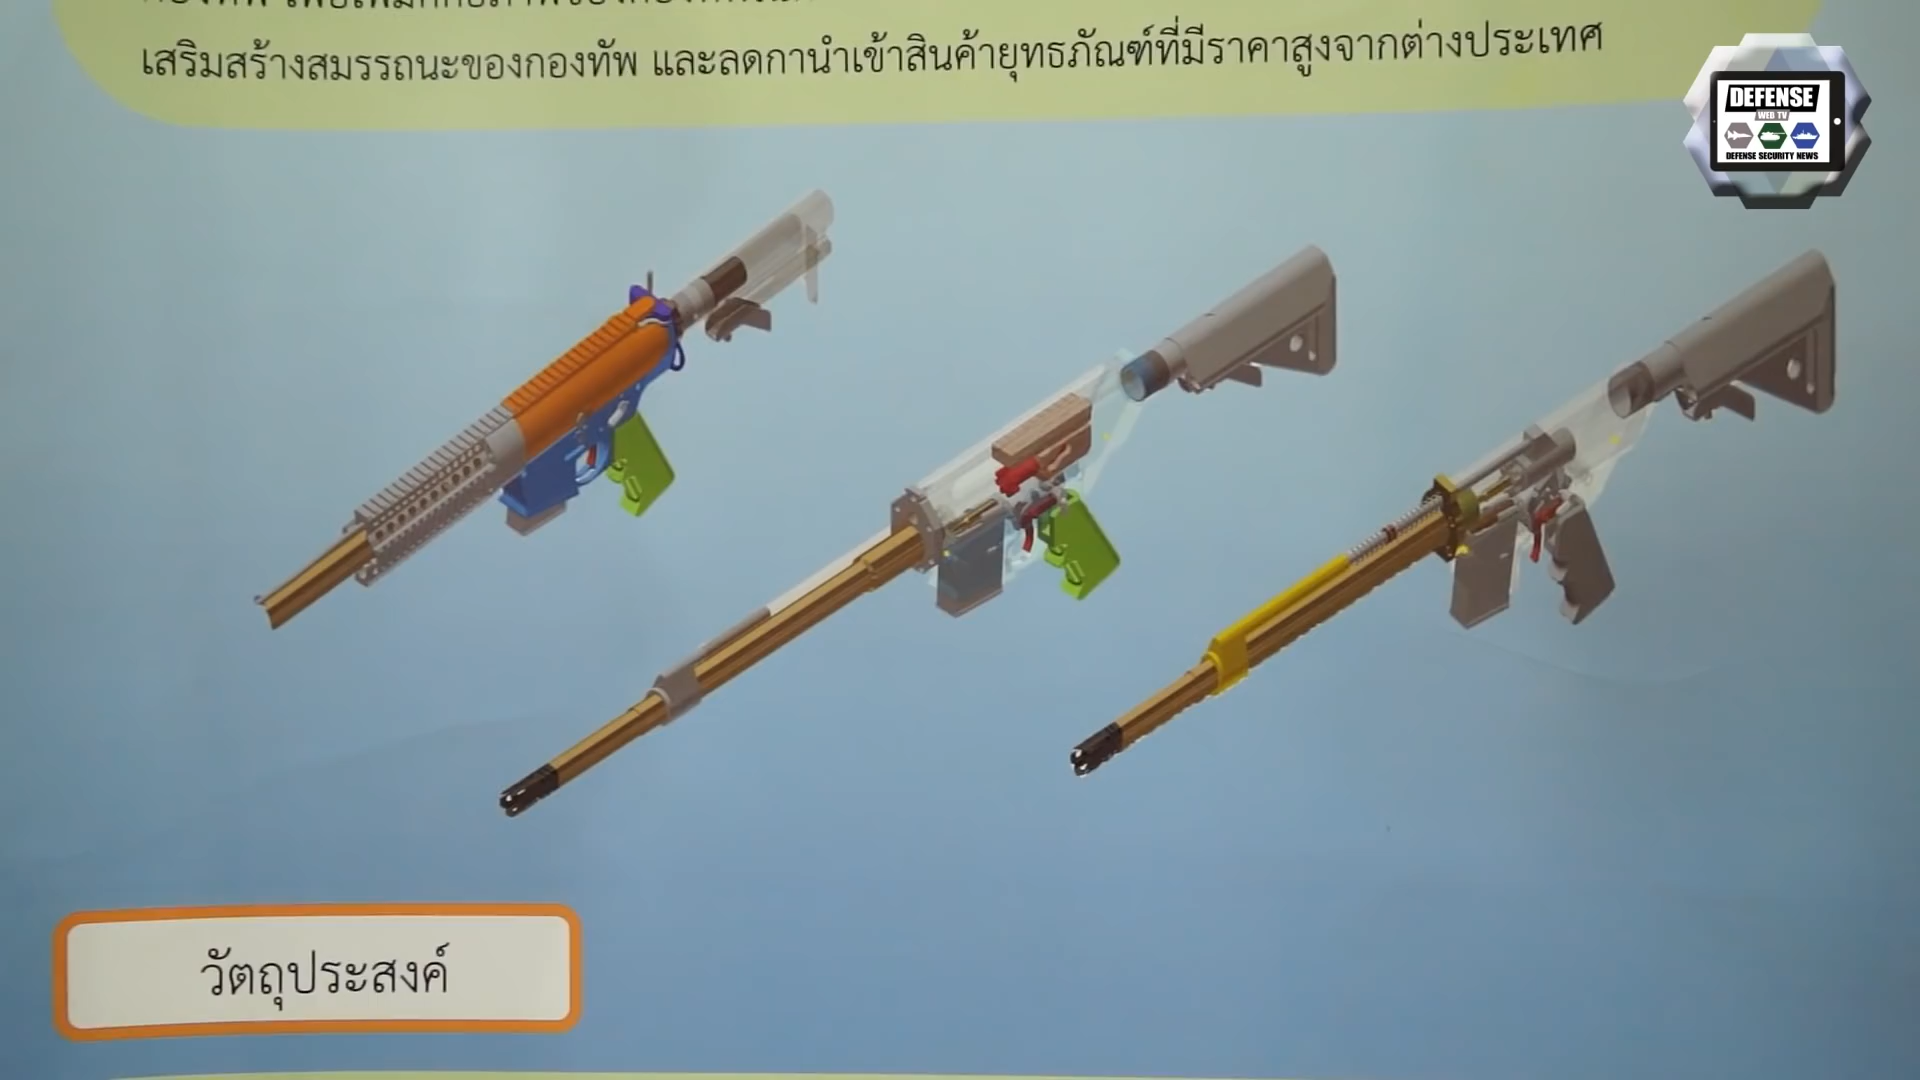 เสริมสร้างสมรรถนะของกองทัพ และลดกานำเข้าสินค้ายุทธภัณฑ์ที่มีราคาสูงจากต่างประเทศ
DEFENSE
WEB TV
DEFENSE SECURITY NEWS
วัตถุประสงค์